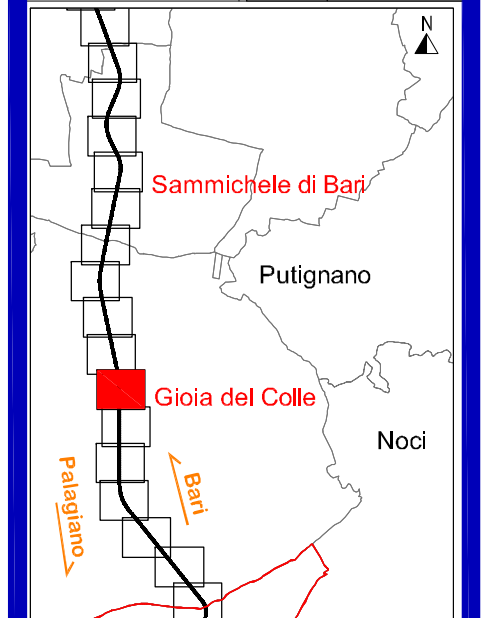 N
Sammichele di Bari
Putignano
Gioia del Colle
Noci
Palagiano
Bari